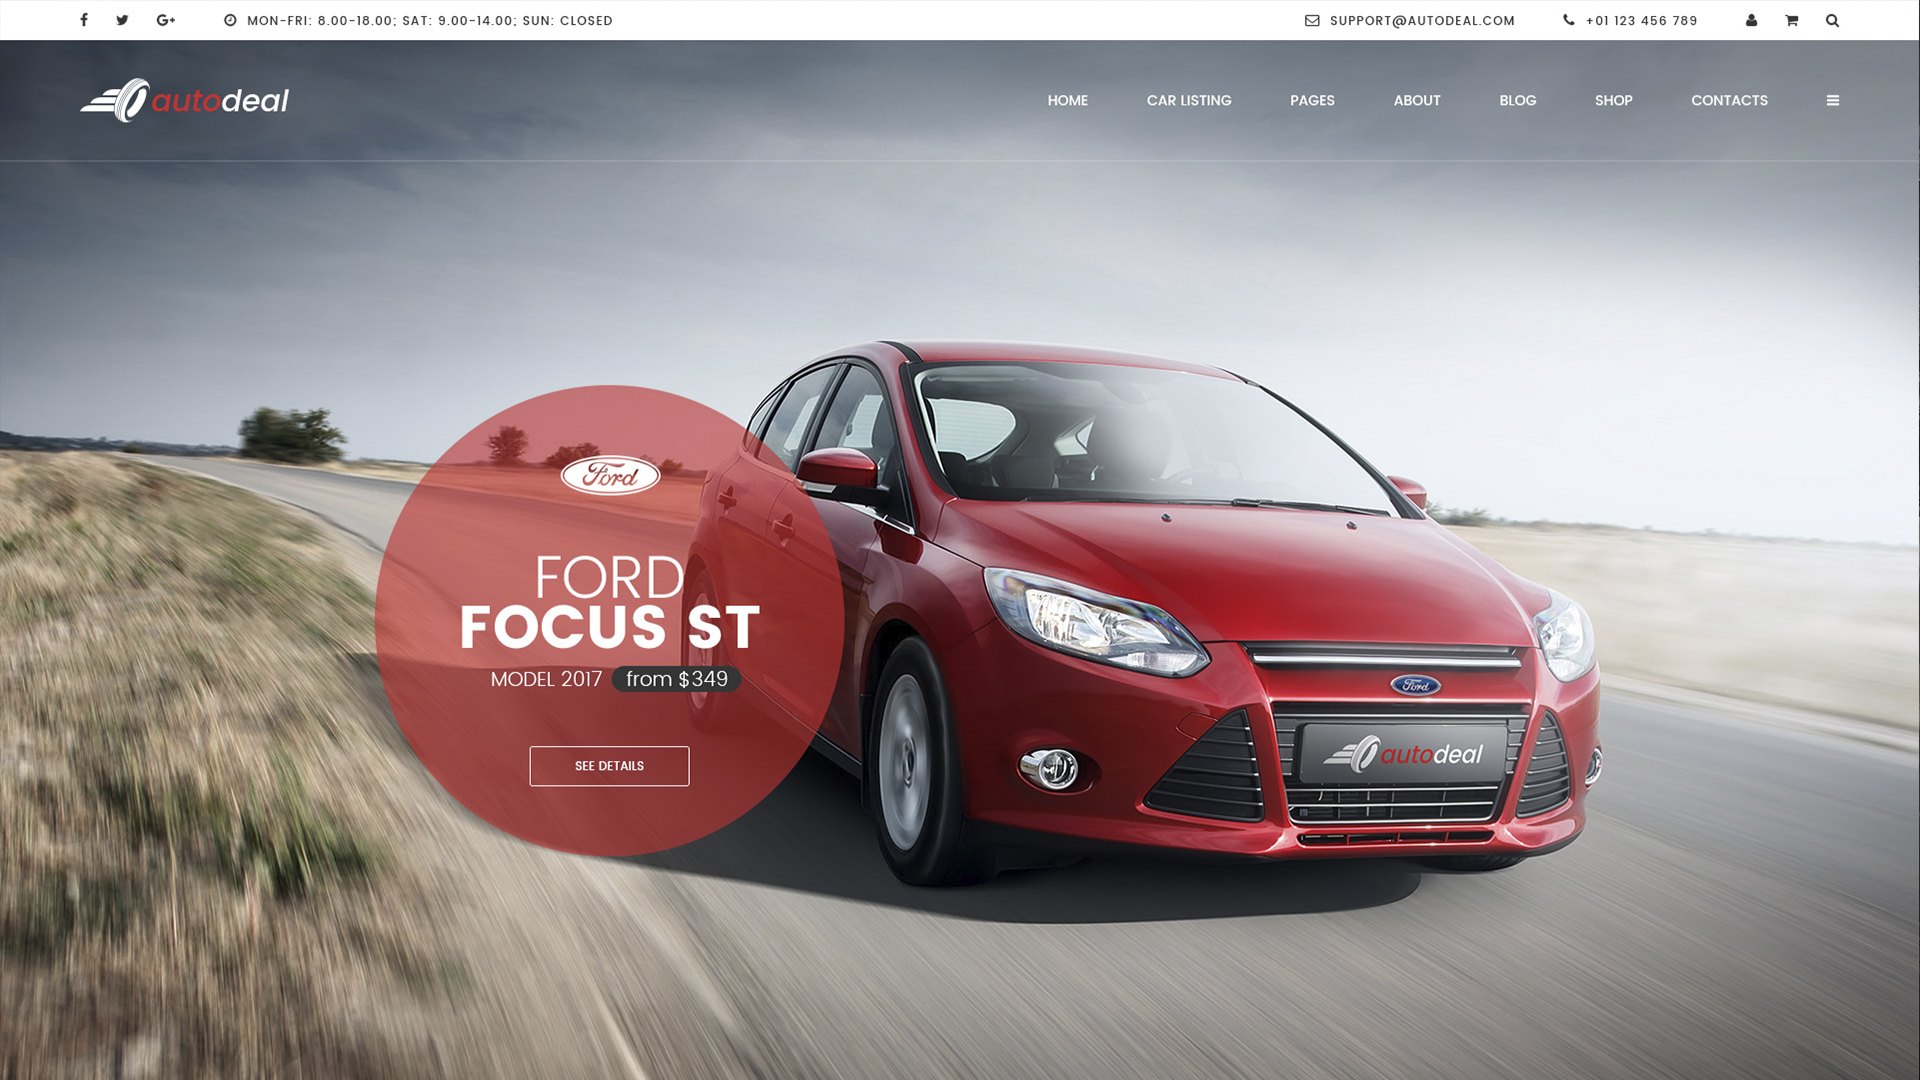 MON-FRI: 8.00-18.00; SAT: 9.00-14.00; SUN: CLOSED
SUPPORT@AUTODEAL.COM
+01 123 456 789
autodeal
HOME CAR LISTING PAGES ABOUT BLOG SHOP CONTACTS
Ford
FORD
FOCUS ST
MODEL 2017 from $349
SEE DETAILS
Ford
autodeal